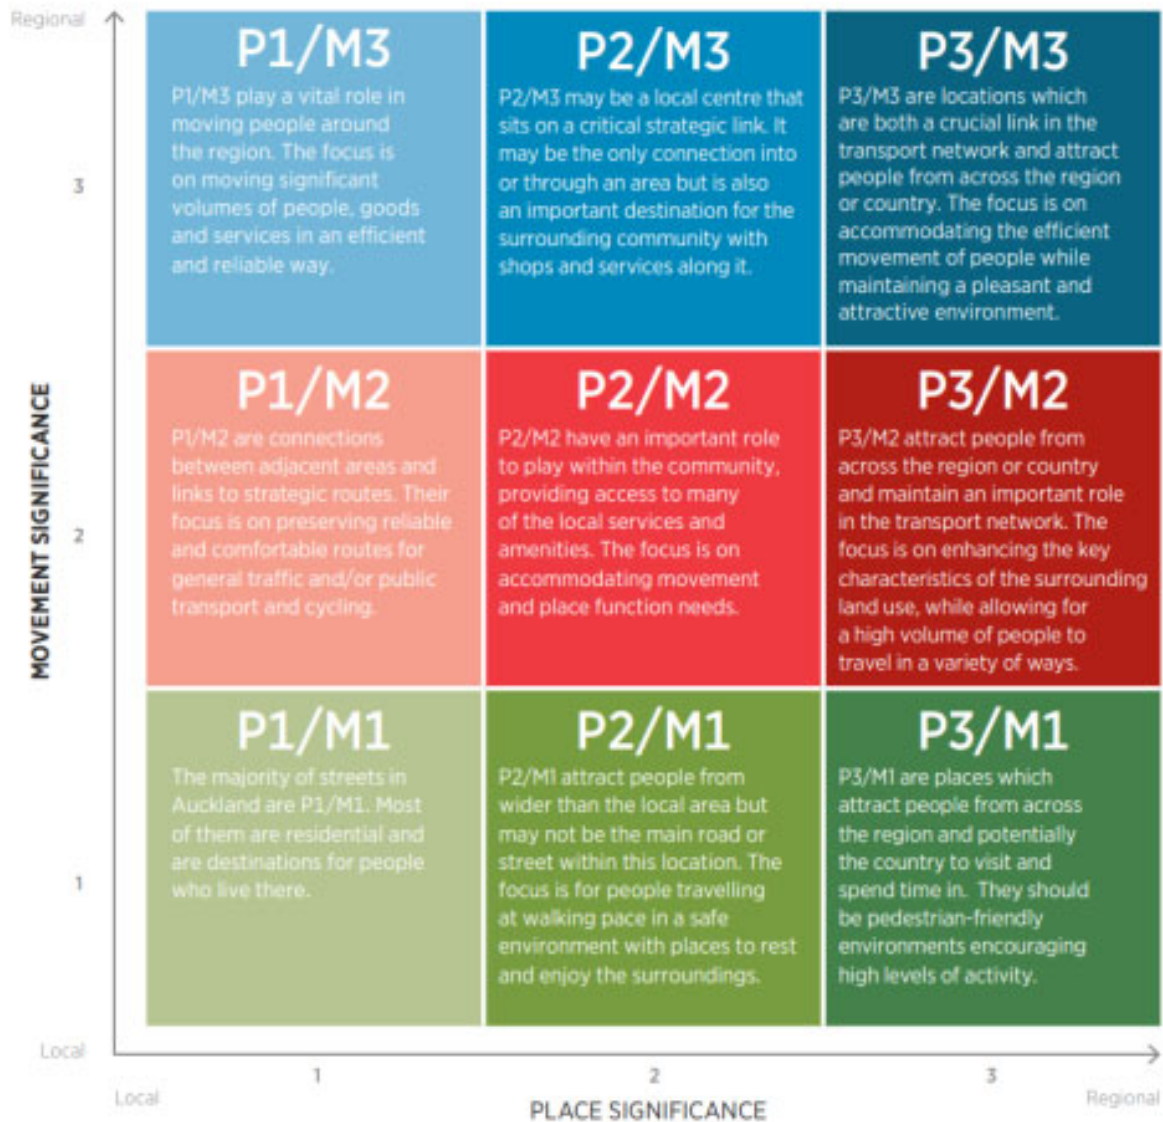 Regional
P1/M3
P1/M3 play a vital role in
moving people around
the region. The focus is
on moving significant
volumes of people, goods
and services in an efficient
and reliable way.
P2/M3
P2/M3 may be a local centre that
sits on a critical strategic link. It
may be the only connection into
or through an area but is also
an important destination for the
surrounding community with
shops and services along it.
P3/M3
P3/M3 are locations which
are both a crucial link in the
transport network and attract
people from across the region
or country. The focus is on
accommodating the efficient
movement of people while
maintaining a pleasant and
attractive environment.
3
P1/M2
P1/M2 are connections
between adjacent areas and
links to strategic routes. Their
focus is on preserving reliable
and comfortable routes for
general traffic and/or public
transport and cycling.
P2/M2
P2/M2 have an important role
to play within the community,
providing access to many
of the local services and
amenities. The focus is on
accommodating movement
and place function needs.
P3/M2
P3/M2 attract people from
across the region or country
and maintain an important role
in the transport network. The
focus is on enhancing the key
characteristics of the surrounding
land use, while allowing for
a high volume of people to
travel in a variety of ways.
2
MOVEMENT SIGNIFICANCE
P1/M1
The majority of streets in
Auckland are P1/M1. Most
of them are residential and
are destinations for people
who live there.
P2/M1
P2/M1 attract people from
wider than the local area but
may not be the main road or
street within this location. The
focus is for people travelling
at walking pace in a safe
environment with places to rest
and enjoy the surroundings.
P3/M1
P3/M1 are places which
attract people from across
the region and potentially
the country to visit and
spend time in. They should
be pedestrian-friendly
environments encouraging
high levels of activity.
1
Local
1
2
3
Local
Regional
PLACE SIGNIFICANCE